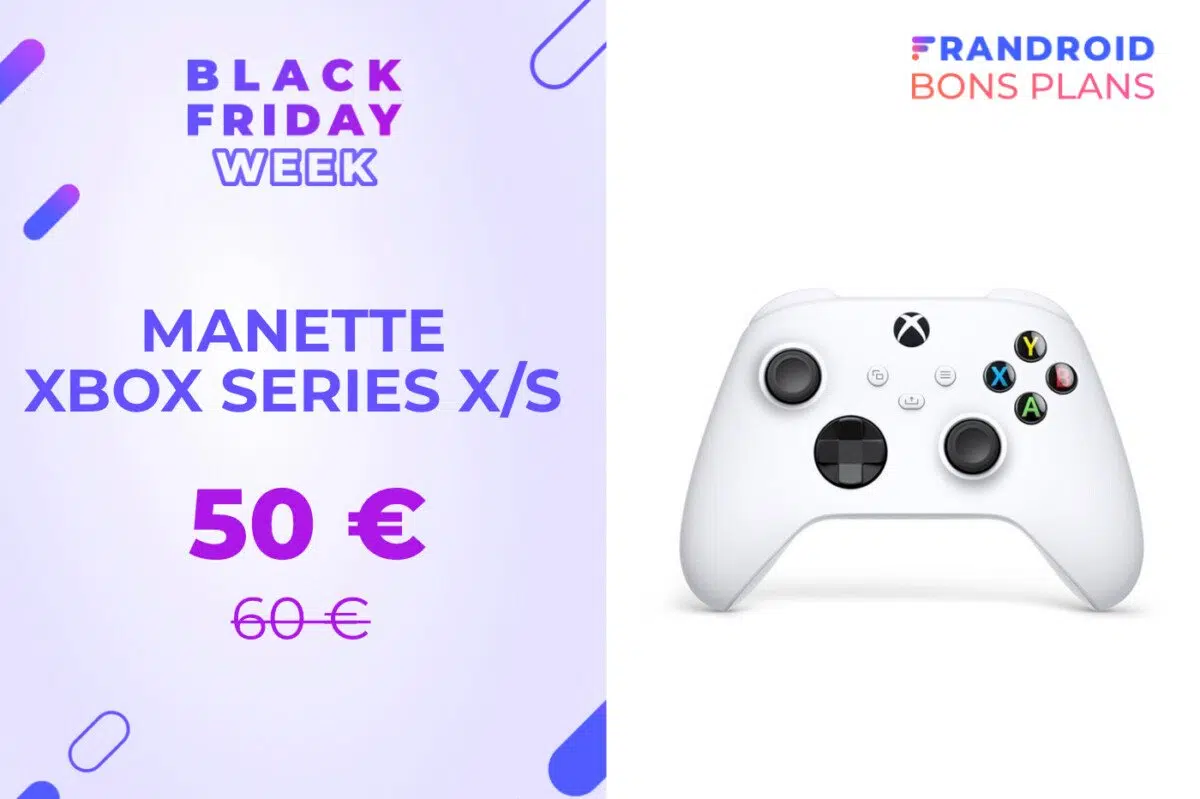 BLACK
FRIDAY
WEEK
MANETTE
XBOX SERIES X/S
50 €
60 €
FRANDROID
BONS PLANS
Y
X
B
A